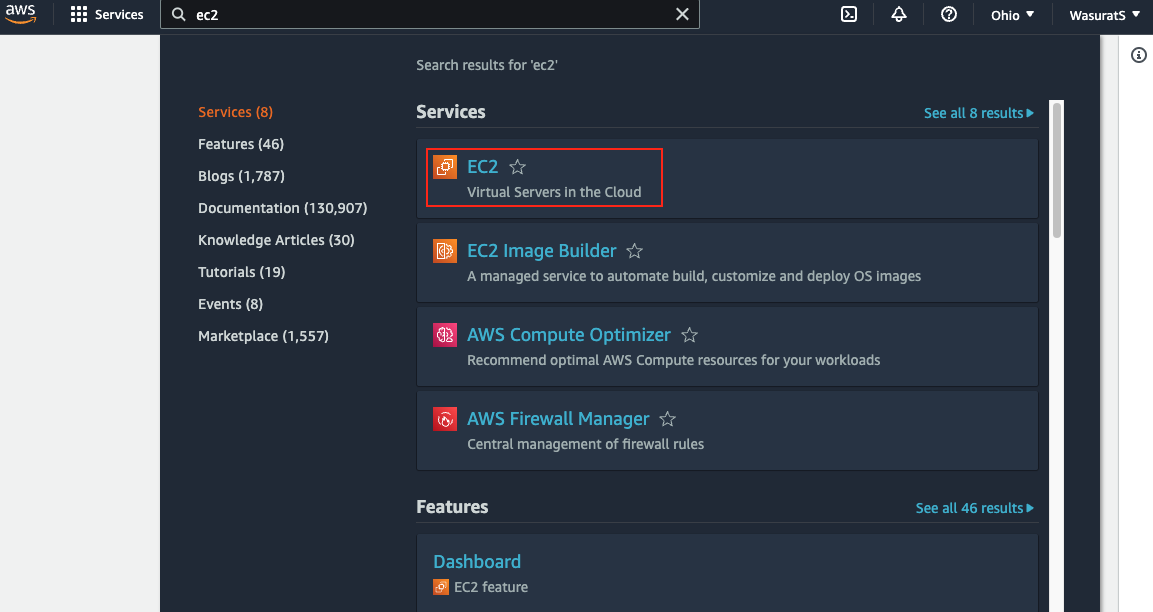 aws
Services
ec2
Ohio
WasuratS
Search results for 'ec2'
Services (8)
Features (46)
Blogs (1,787)
Documentation (130,907)
Knowledge Articles (30)
Tutorials (19)
Events (8)
Marketplace (1,557)
Services
See all 8 results
EC2
Virtual Servers in the Cloud
EC2 Image Builder
A managed service to automate build, customize and deploy OS images
AWS Compute Optimizer
Recommend optimal AWS Compute resources for your workloads
AWS Firewall Manager
Central management of firewall rules
Features
See all 46 results
Dashboard
EC2 feature